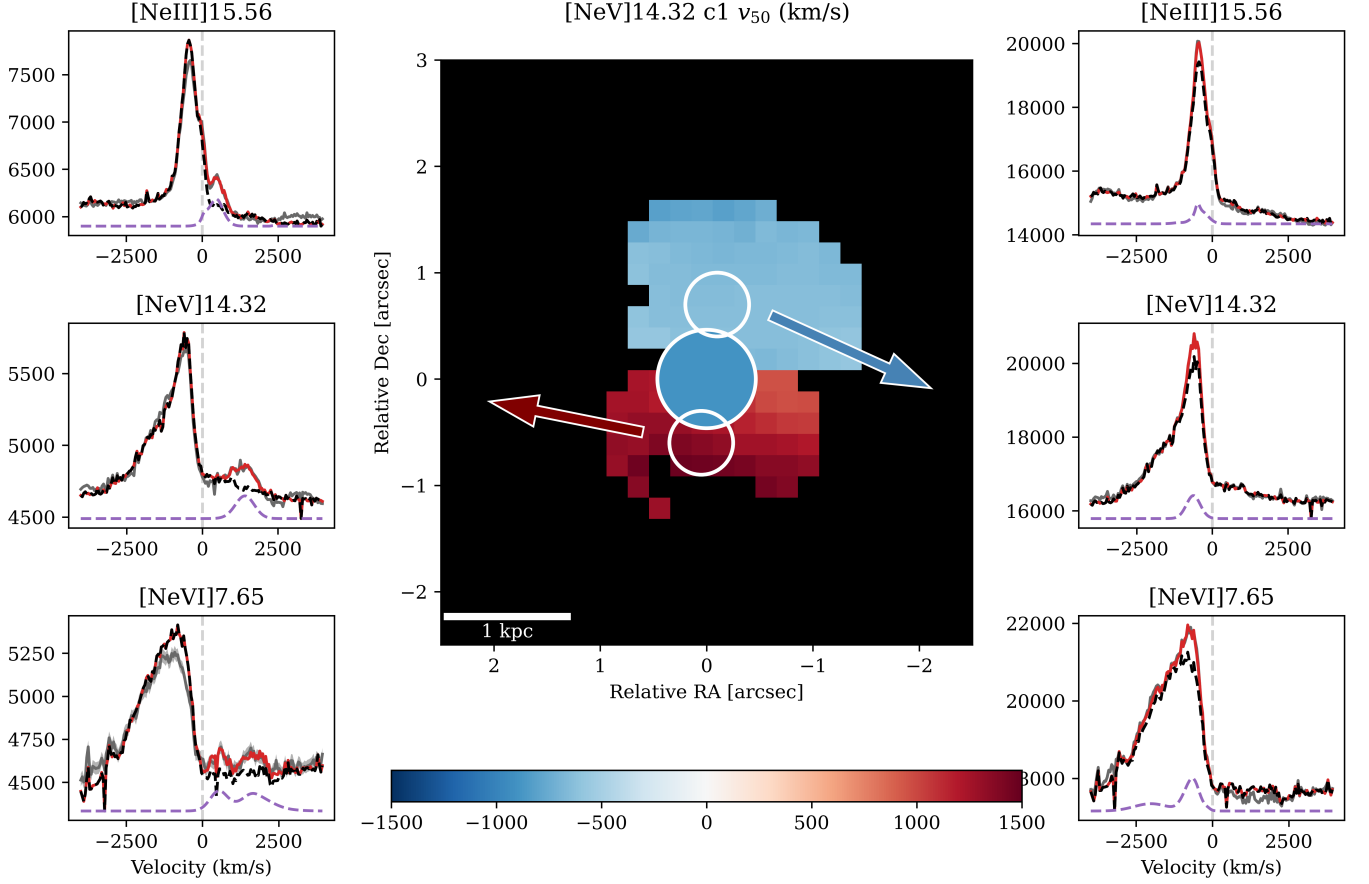 [NeIII]15.56
7500
7000
6500
6000
−2500 0 2500
[NeV]14.32
5500
5000
4500
−2500 0 2500
[NeVI]7.65
5250
5000
4750
4500
−2500 0 2500
Velocity (km/s)
[NeV]14.32 c1 v₅₀ (km/s)
Relative Dec [arcsec]
3
2
1
0
−1
−2
1 kpc
2 1 0 −1 −2
Relative RA [arcsec]
−1500 −1000 −500 0 500 1000 1500
[NeIII]15.56
20000
18000
16000
14000
−2500 0 2500
[NeV]14.32
20000
18000
16000
−2500 0 2500
[NeVI]7.65
22000
20000
8000
−2500 0 2500
Velocity (km/s)